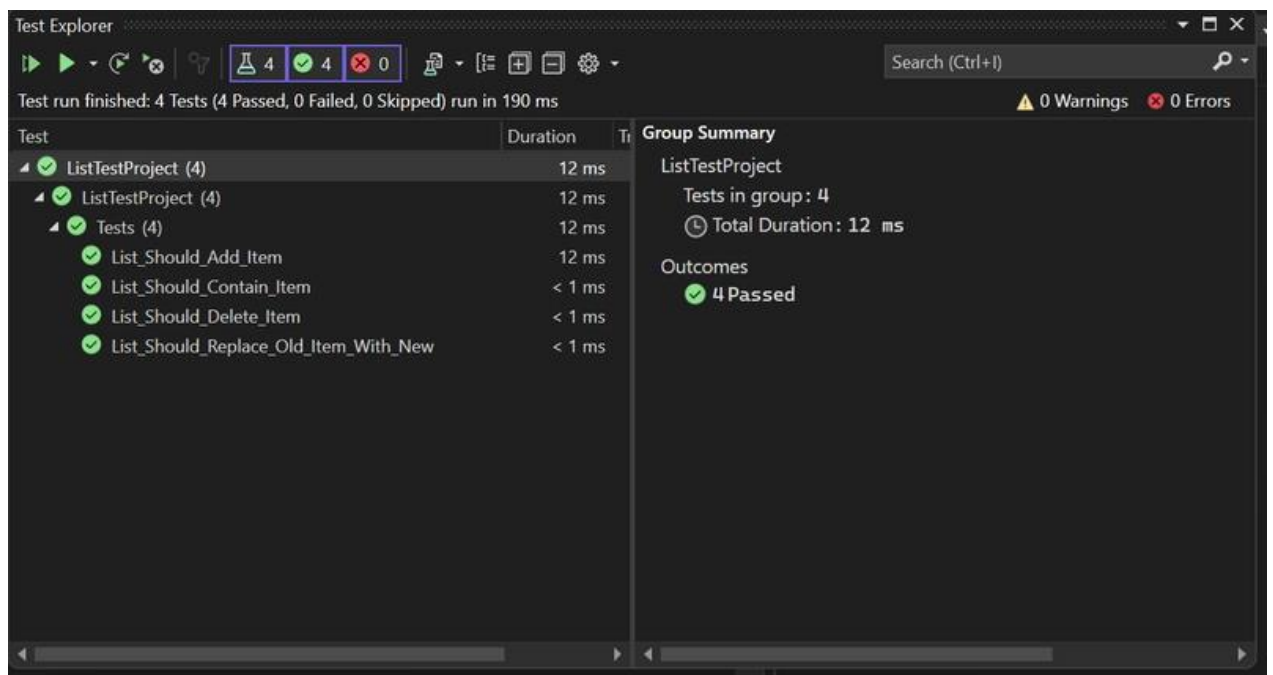 Test Explorer
4 4 0
Search (Ctrl+I)
Test run finished: 4 Tests (4 Passed, 0 Failed, 0 Skipped) run in 190 ms
0 Warnings 0 Errors
Test Duration Tr
ListTestProject (4) 12 ms
ListTestProject (4) 12 ms
Tests (4) 12 ms
List_Should_Add_Item 12 ms
List_Should_Contain_Item < 1 ms
List_Should_Delete_Item < 1 ms
List_Should_Replace_Old_Item_With_New < 1 ms
Group Summary
ListTestProject
Tests in group: 4
Total Duration: 12 ms
Outcomes
4 Passed